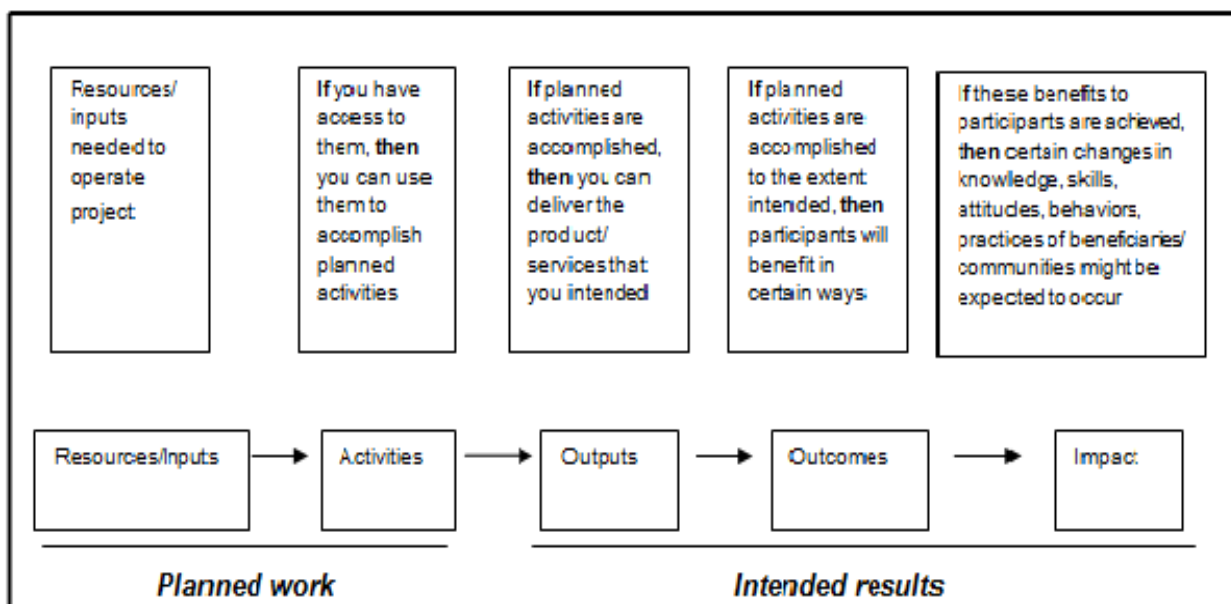 Resources/
inputs
needed to
operate
project
If you have
access to
them, then
you can use
them to
accomplish
planned
activities
If planned
activities are
accomplished,
then you can
deliver the
product/
services that
you intended
If planned
activities are
accomplished
to the extent
intended, then
participants will
benefit in
certain ways
If these benefits to
participants are achieved,
then certain changes in
knowledge, skills,
attitudes, behaviors,
practices of beneficiaries/
communities might be
expected to occur
Resources/Inputs
Activities
Outputs
Outcomes
Impact
Planned work
Intended results